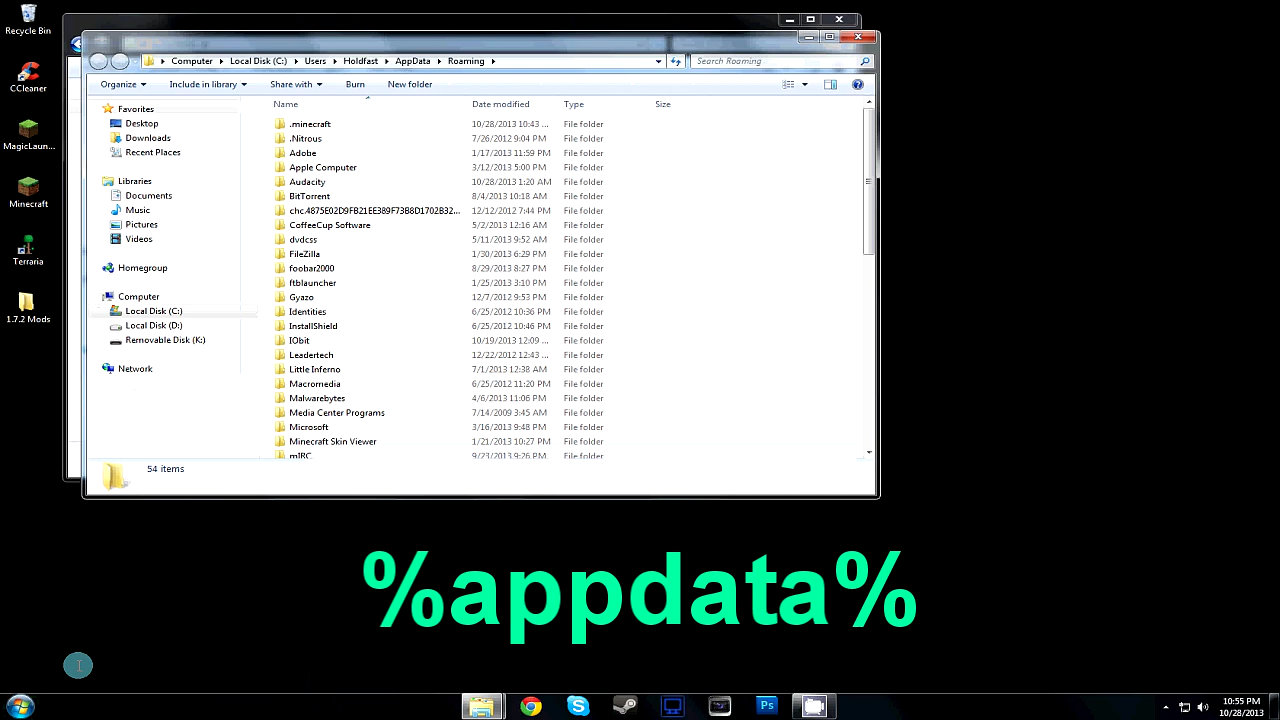 Recycle Bin
CCleaner
MagicLaun...
Minecraft
Terraria
1.7.2 Mods
Computer Local Disk (C:) Users Holdfast AppData Roaming
Search Roaming
Organize Include in library Share with Burn New folder
Favorites
Desktop
Downloads
Recent Places
Libraries
Documents
Music
Pictures
Videos
Homegroup
Computer
Local Disk (C:)
Local Disk (D:)
Removable Disk (K:)
Network
Name Date modified Type Size
.minecraft 10/28/2013 10:43 ... File folder
.Nitrous 7/26/2012 9:04 PM File folder
Adobe 1/17/2013 11:59 PM File folder
Apple Computer 3/12/2013 5:00 PM File folder
Audacity 10/28/2013 1:20 AM File folder
BitTorrent 8/4/2013 10:18 AM File folder
chc.4875E02D9FB21EE389F73B8D1702B32... 12/12/2012 7:44 PM File folder
CoffeeCup Software 5/2/2013 12:16 AM File folder
dvdcss 5/11/2013 9:52 AM File folder
FileZilla 1/30/2013 6:29 PM File folder
foobar2000 8/29/2013 8:27 PM File folder
ftblauncher 1/25/2013 3:10 PM File folder
Gyazo 12/7/2012 9:53 PM File folder
Identities 6/25/2012 10:36 PM File folder
InstallShield 6/25/2012 10:46 PM File folder
IObit 10/19/2013 12:09 ... File folder
Leadertech 12/22/2012 12:43 ... File folder
Little Inferno 7/1/2013 12:38 AM File folder
Macromedia 6/25/2012 11:20 PM File folder
Malwarebytes 4/6/2013 11:06 PM File folder
Media Center Programs 7/14/2009 3:45 AM File folder
Microsoft 3/16/2013 9:48 PM File folder
Minecraft Skin Viewer 1/21/2013 10:27 PM File folder
mIRC 9/23/2013 9:26 PM File folder
54 items
%appdata%
Ps
10:55 PM
10/28/2013